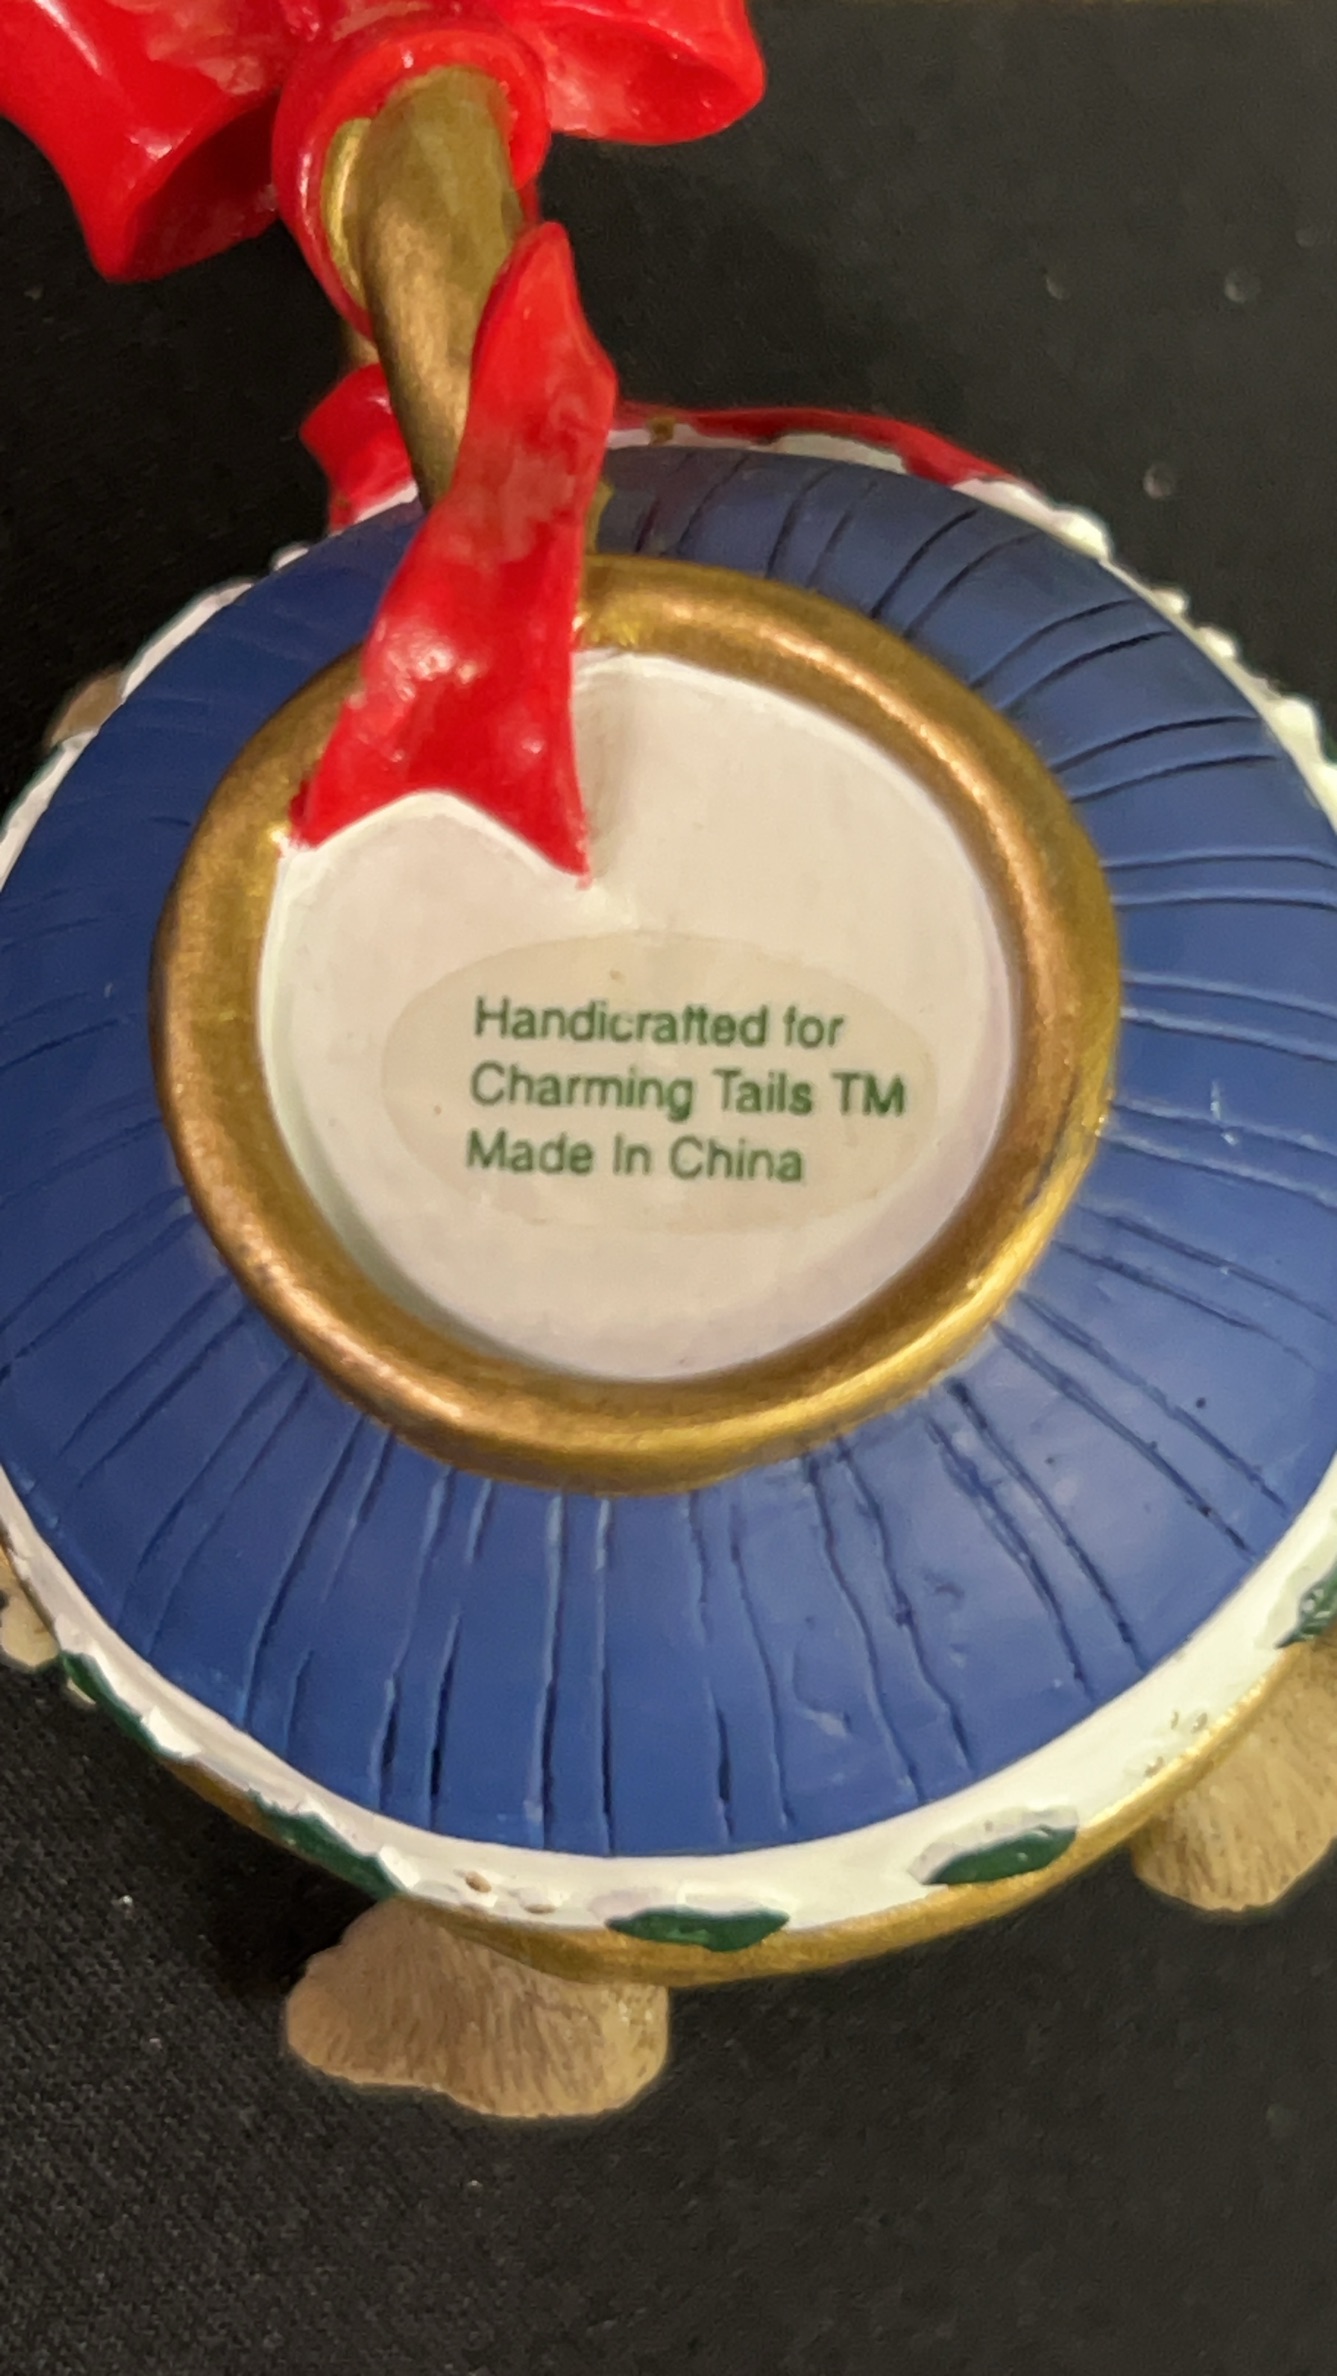 Handicrafted for
Charming Tails TM
Made In China